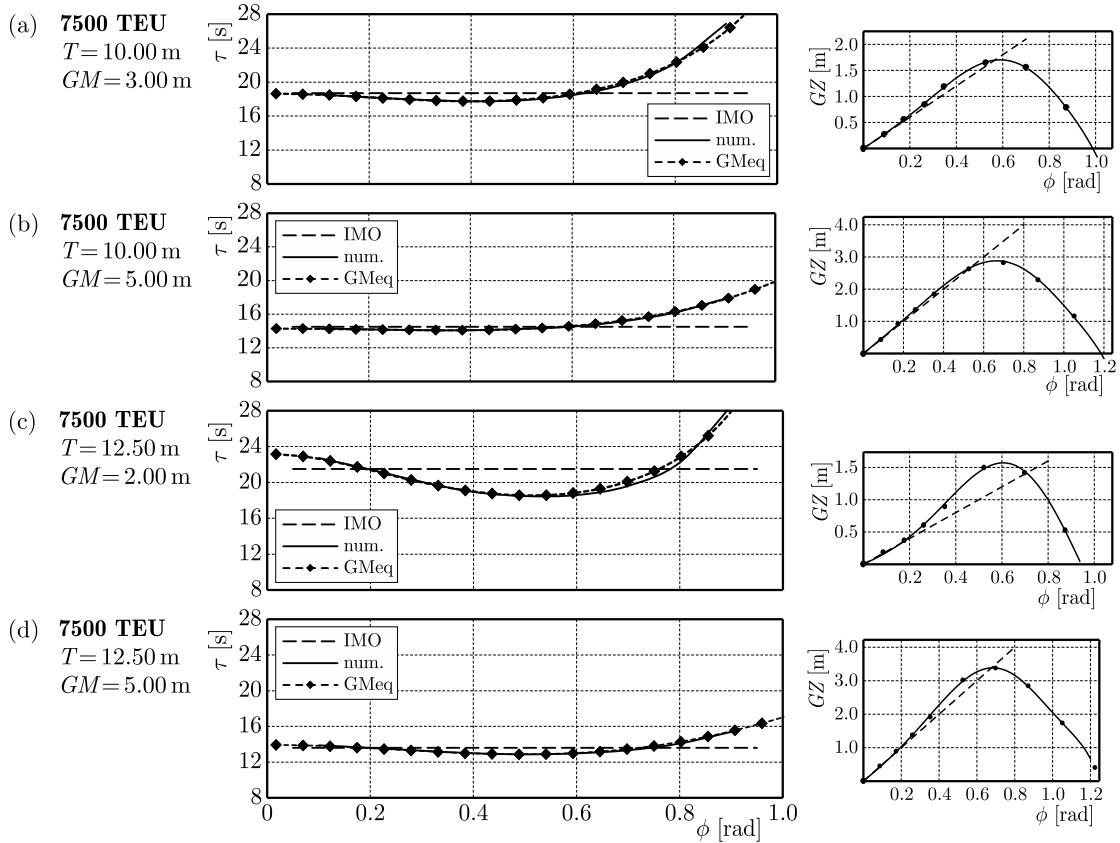 (a) 7500 TEU
T = 10.00 m
GM = 3.00 m
τ [s]
28
24
20
16
12
8
IMO
num.
GMeq
GZ [m]
2.0
1.5
1.0
0.5
0.2 0.4 0.6 0.8 1.0
ϕ [rad]
(b) 7500 TEU
T = 10.00 m
GM = 5.00 m
τ [s]
28
24
20
16
12
8
IMO
num.
GMeq
GZ [m]
4.0
3.0
2.0
1.0
0.2 0.4 0.6 0.8 1.0 1.2
ϕ [rad]
(c) 7500 TEU
T = 12.50 m
GM = 2.00 m
τ [s]
28
24
20
16
12
8
IMO
num.
GMeq
GZ [m]
1.5
1.0
0.5
0.2 0.4 0.6 0.8 1.0
ϕ [rad]
(d) 7500 TEU
T = 12.50 m
GM = 5.00 m
τ [s]
28
24
20
16
12
8
IMO
num.
GMeq
0 0.2 0.4 0.6 0.8 1.0
ϕ [rad]
GZ [m]
4.0
3.0
2.0
1.0
0.2 0.4 0.6 0.8 1.0 1.2
ϕ [rad]